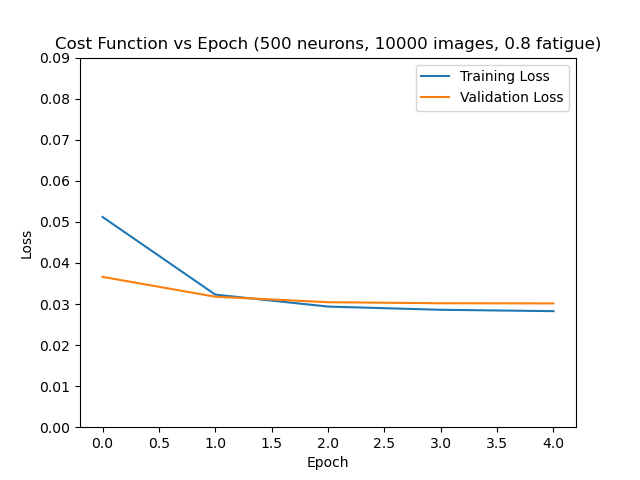 Cost Function vs Epoch (500 neurons, 10000 images, 0.8 fatigue)
Training Loss
Validation Loss
0.09
0.08
0.07
0.06
0.05
0.04
0.03
0.02
0.01
0.00
Loss
0.0 0.5 1.0 1.5 2.0 2.5 3.0 3.5 4.0
Epoch